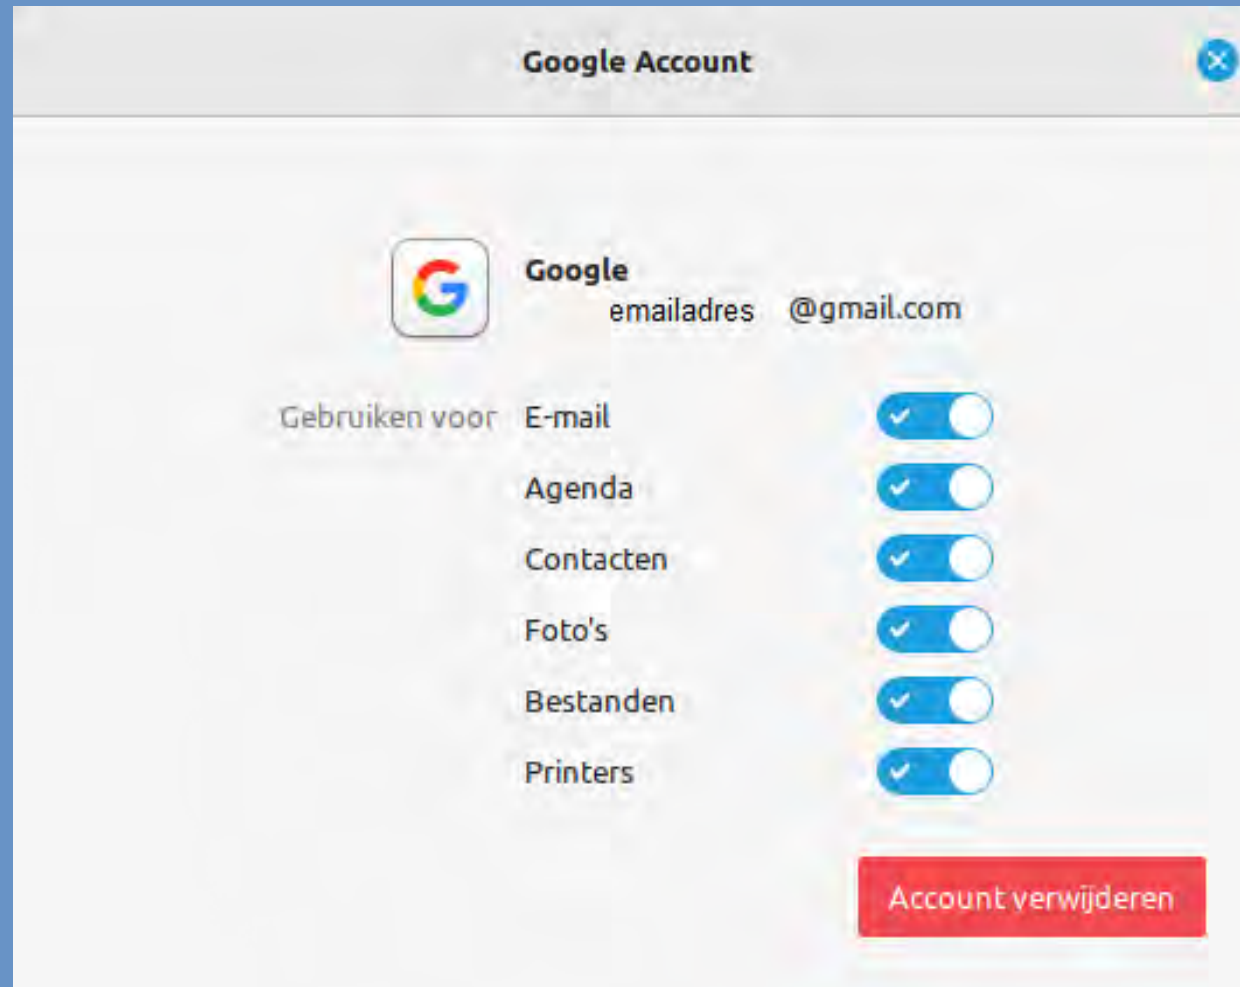 Google Account
Google
emailadres @gmail.com
Gebruiken voor E-mail
Agenda
Contacten
Foto's
Bestanden
Printers
Account verwijderen